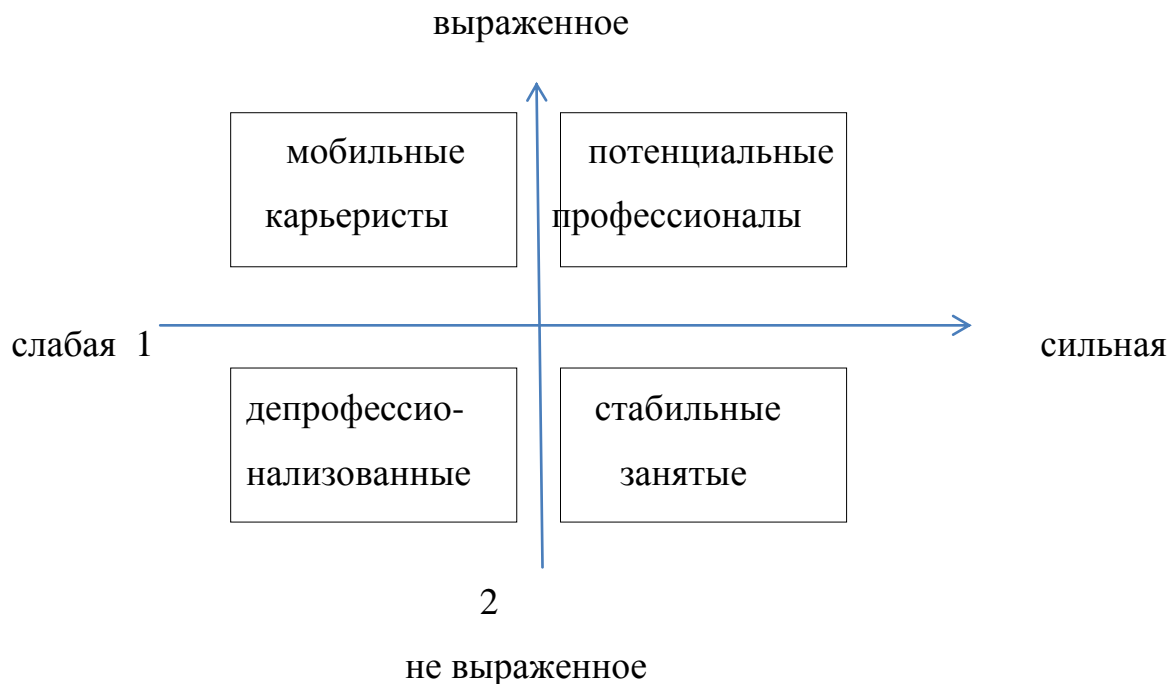 выраженное
мобильные
карьеристы
потенциальные
профессионалы
слабая 1
сильная
депрофессио-
нализованные
стабильные
занятые
2
не выраженное